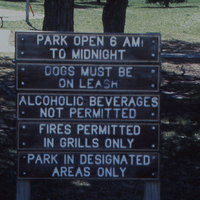 PARK OPEN 6 AM
TO MIDNIGHT
DOGS MUST BE
ON LEASH
ALCOHOLIC BEVERAGES
NOT PERMITTED
FIRES PERMITTED
IN GRILLS ONLY
PARK IN DESIGNATED
AREAS ONLY